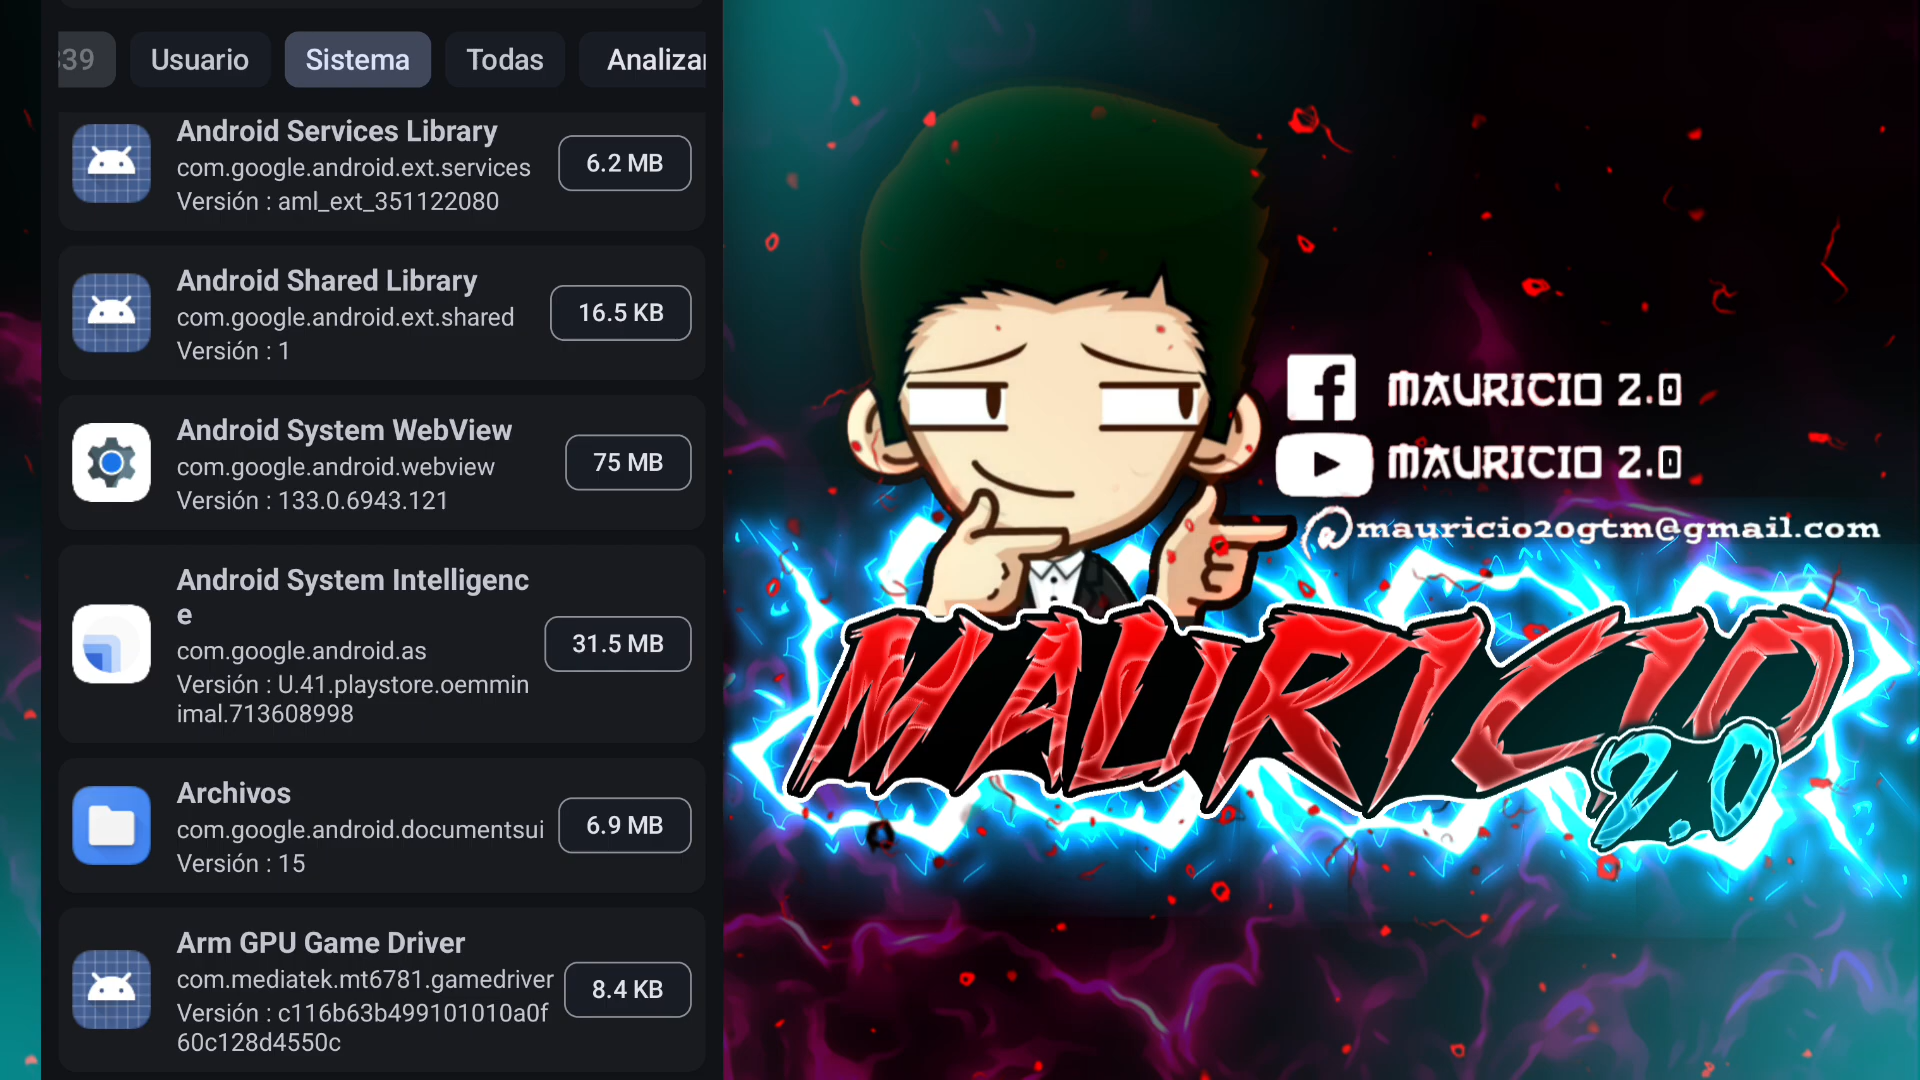 339 Usuario Sistema Todas Analizar
Android Services Library
com.google.android.ext.services
Versión : aml_ext_351122080
6.2 MB
Android Shared Library
com.google.android.ext.shared
Versión : 1
16.5 KB
Android System WebView
com.google.android.webview
Versión : 133.0.6943.121
75 MB
Android System Intelligenc
e
com.google.android.as
Versión : U.41.playstore.oemmin
imal.713608998
31.5 MB
Archivos
com.google.android.documentsui
Versión : 15
6.9 MB
Arm GPU Game Driver
com.mediatek.mt6781.gamedriver
Versión : c116b63b499101010a0f
60c128d4550c
8.4 KB
MAURICIO 2.0
MAURICIO 2.0
@mauricio20gtm@gmail.com
MAURICIO
2.0